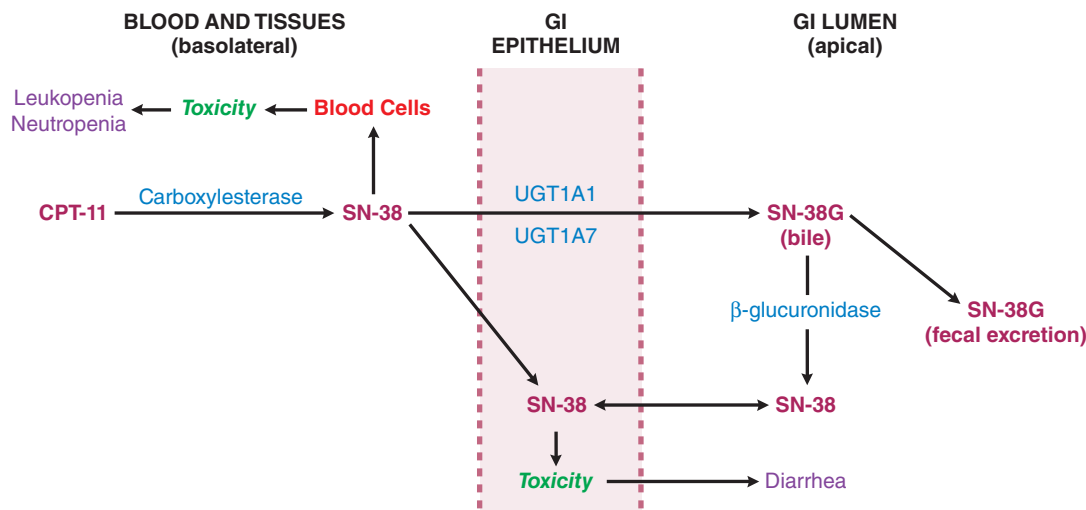 BLOOD AND TISSUES
(basolateral)
GI
EPITHELIUM
GI LUMEN
(apical)
Leukopenia
Neutropenia
Toxicity
Blood Cells
CPT-11
Carboxylesterase
SN-38
UGT1A1
UGT1A7
SN-38G
(bile)
β-glucuronidase
SN-38G
(fecal excretion)
SN-38
SN-38
Toxicity
Diarrhea